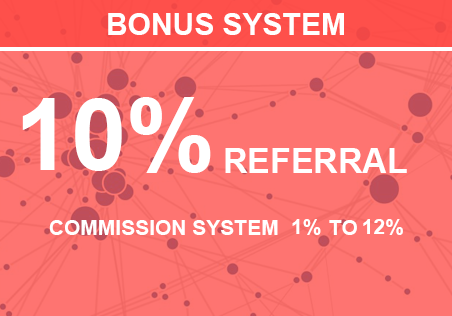 BONUS SYSTEM
10% REFERRAL
COMMISSION SYSTEM 1% TO 12%